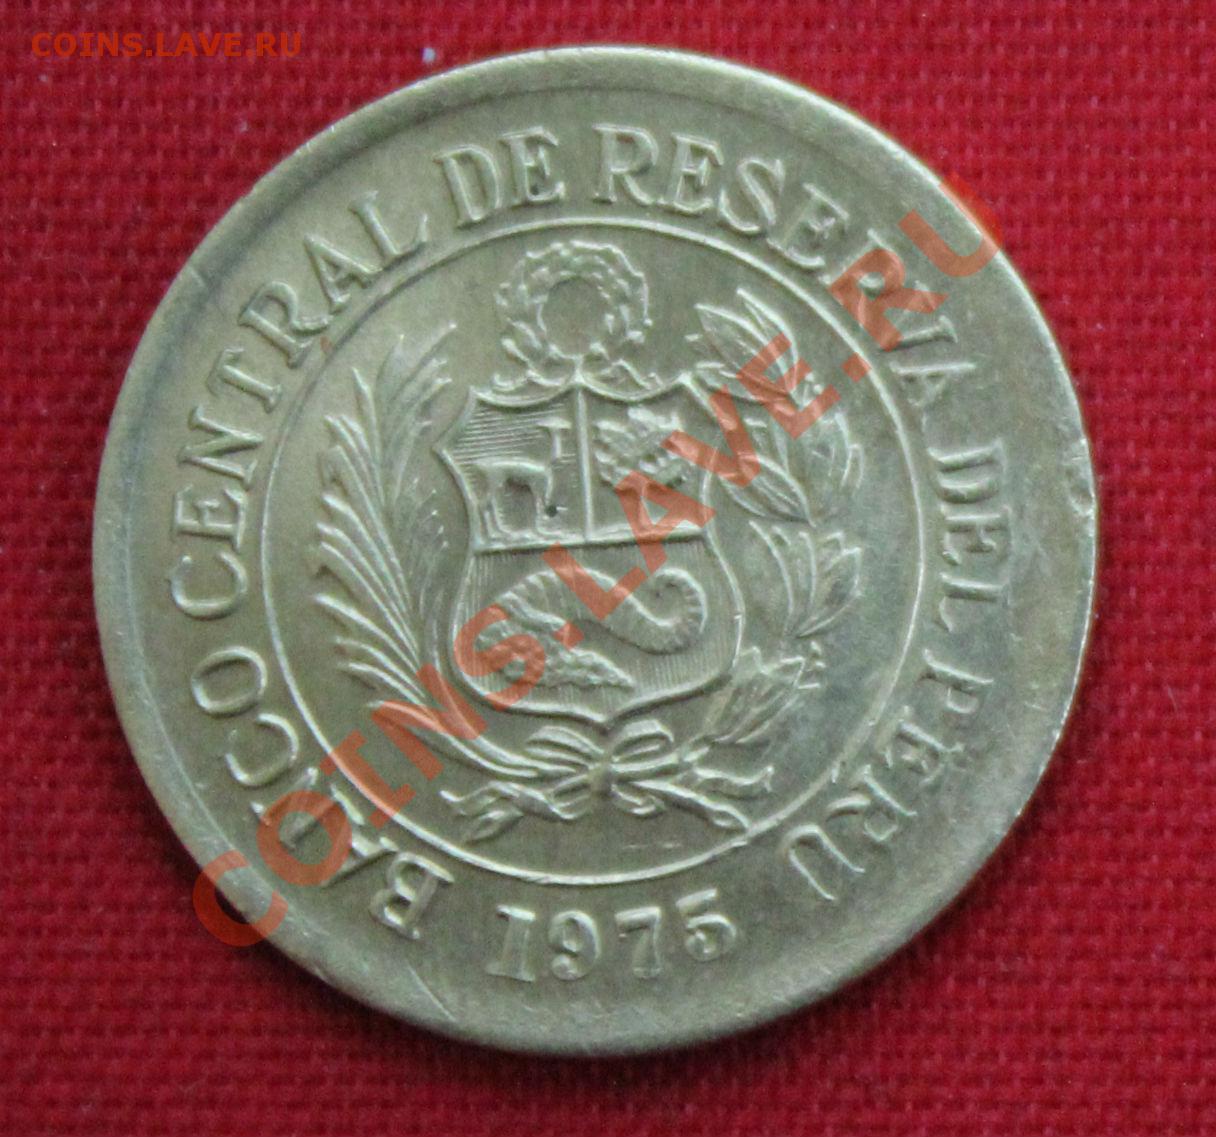 COINS.LAVE.RU
BANCO CENTRAL DE RESERVA DEL PERU
1975
COINS.LAVE.RU